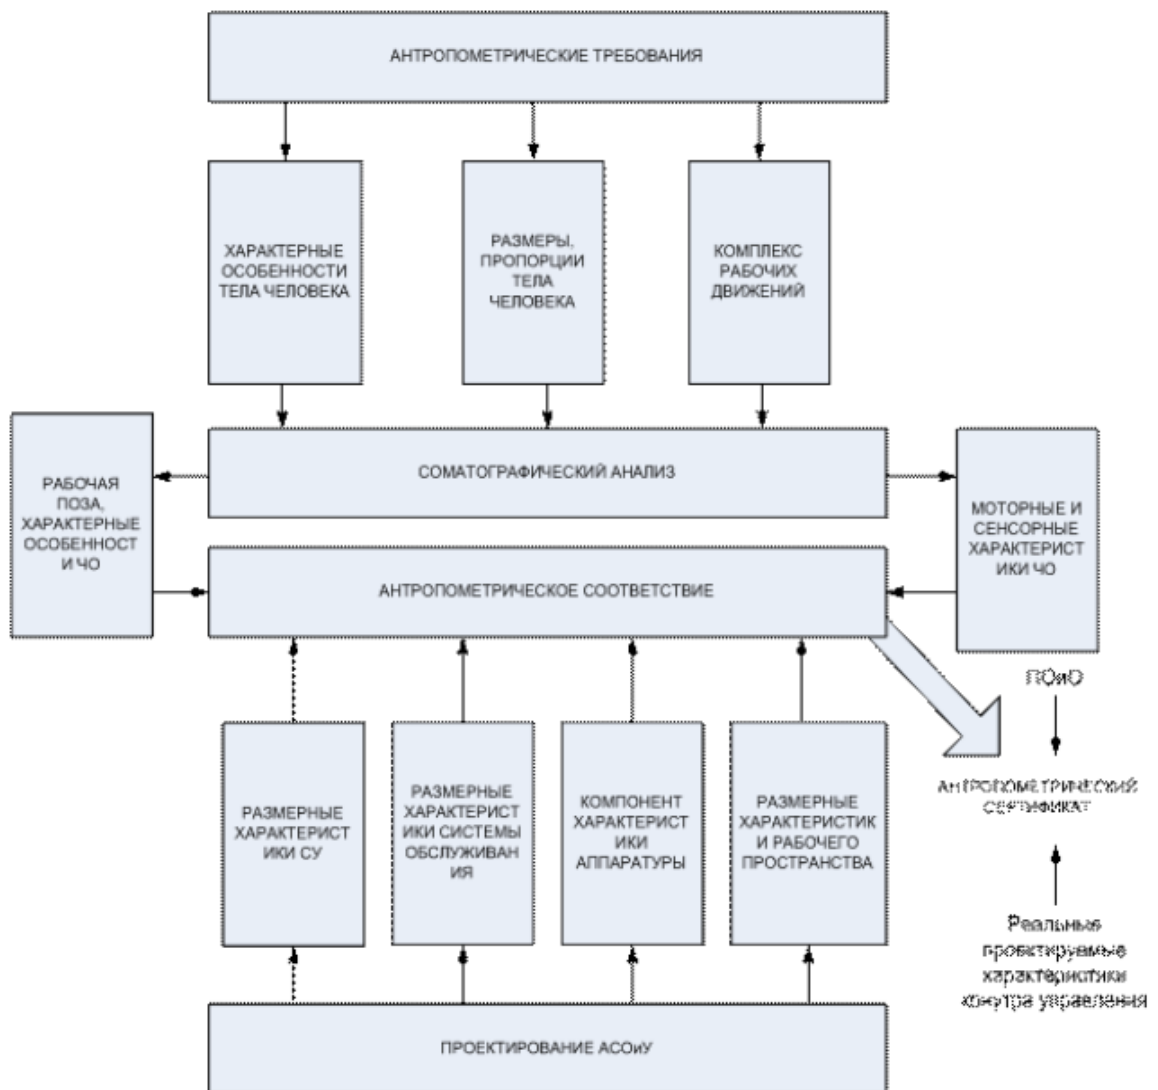 АНТРОПОМЕТРИЧЕСКИЕ ТРЕБОВАНИЯ
ХАРАКТЕРНЫЕ
ОСОБЕННОСТИ
ТЕЛА ЧЕЛОВЕКА
РАЗМЕРЫ,
ПРОПОРЦИИ
ТЕЛА
ЧЕЛОВЕКА
КОМПЛЕКС
РАБОЧИХ
ДВИЖЕНИЙ
СОМАТОГРАФИЧЕСКИЙ АНАЛИЗ
РАБОЧАЯ
ПОЗА,
ХАРАКТЕРНЫЕ
ОСОБЕННОСТ
И ЧО
МОТОРНЫЕ И
СЕНСОРНЫЕ
ХАРАКТЕРИСТ
ИКИ ЧО
АНТРОПОМЕТРИЧЕСКОЕ СООТВЕТСТВИЕ
РАЗМЕРНЫЕ
ХАРАКТЕРИСТ
ИКИ СУ
РАЗМЕРНЫЕ
ХАРАКТЕРИСТ
ИКИ СИСТЕМЫ
ОБСЛУЖИВАН
ИЯ
КОМПОНЕНТ
ХАРАКТЕРИСТ
ИКИ
АППАРАТУРЫ
РАЗМЕРНЫЕ
ХАРАКТЕРИСТИК
И РАБОЧЕГО
ПРОСТРАНСТВА
ПОиО
АНТРОПОМЕТРИЧЕСКИЙ
СЕРТИФИКАТ
Реальные
проектируемые
характеристики
конутра управления
ПРОЕКТИРОВАНИЕ АСОиУ